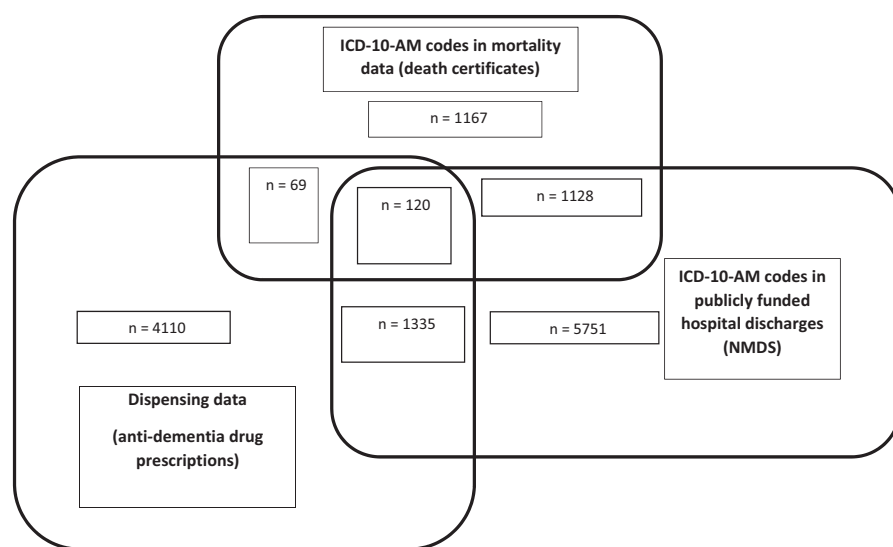 ICD-10-AM codes in mortality
data (death certificates)
n = 1167
n = 69
n = 120
n = 1128
ICD-10-AM codes in
publicly funded
hospital discharges
(NMDS)
n = 4110
n = 1335
n = 5751
Dispensing data
(anti-dementia drug
prescriptions)